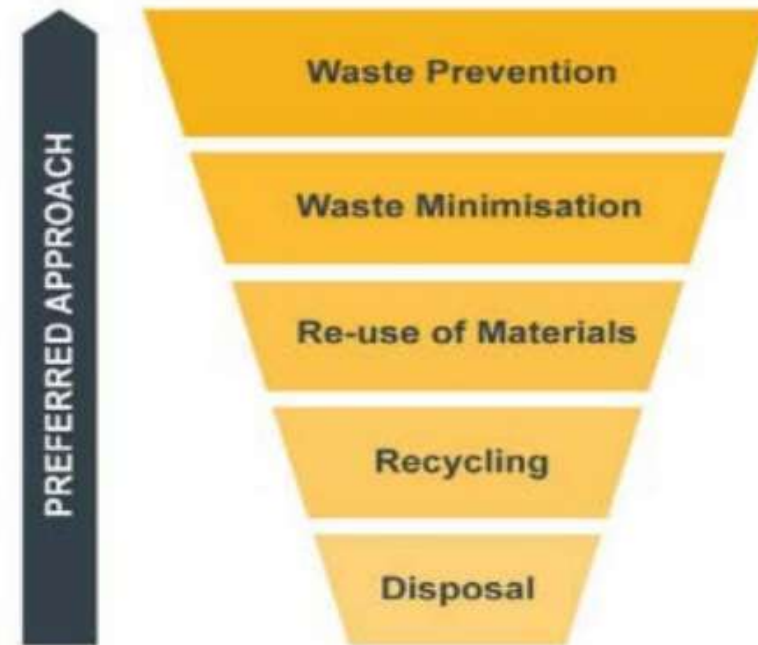 PREFERRED APPROACH
Waste Prevention
Waste Minimisation
Re-use of Materials
Recycling
Disposal